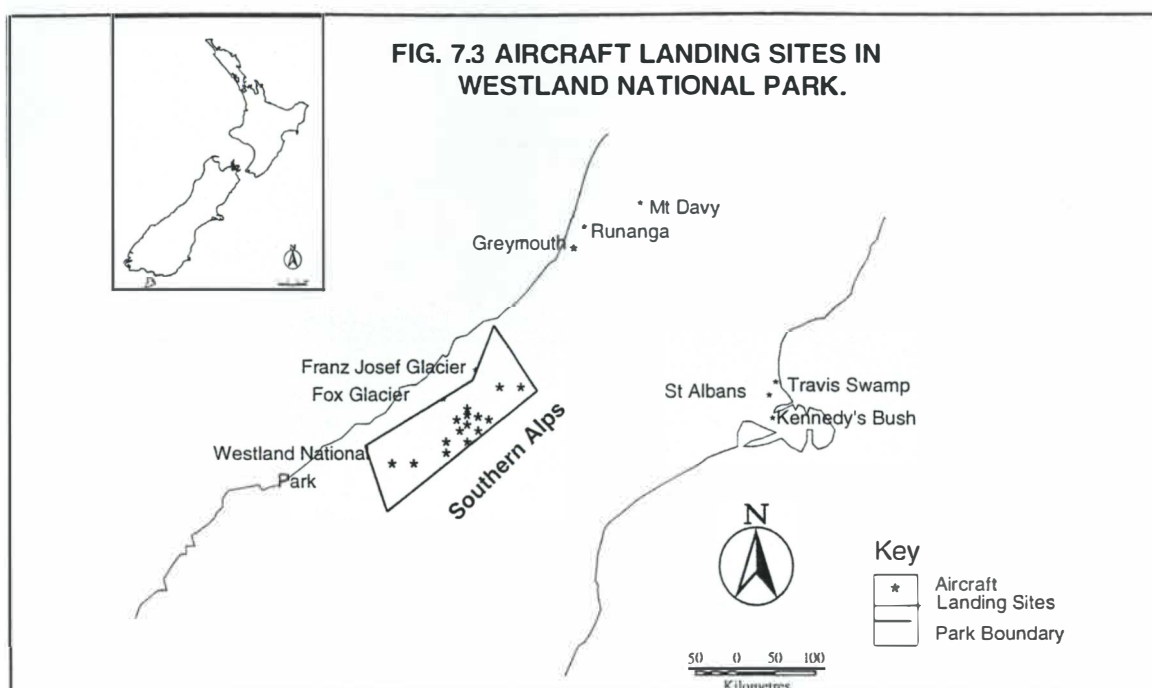 FIG. 7.3 AIRCRAFT LANDING SITES IN
WESTLAND NATIONAL PARK.
N
Mt Davy
Runanga
Greymouth
Franz Josef Glacier
Fox Glacier
Westland National
Park
Southern Alps
St Albans
Travis Swamp
Kennedy's Bush
N
Key
Aircraft
Landing Sites
Park Boundary
50 0 50 100
Kilometres